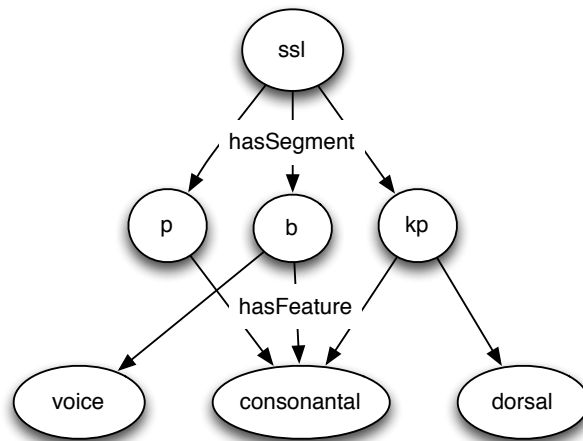 ssl
hasSegment
p b kp
hasFeature
voice consonantal dorsal